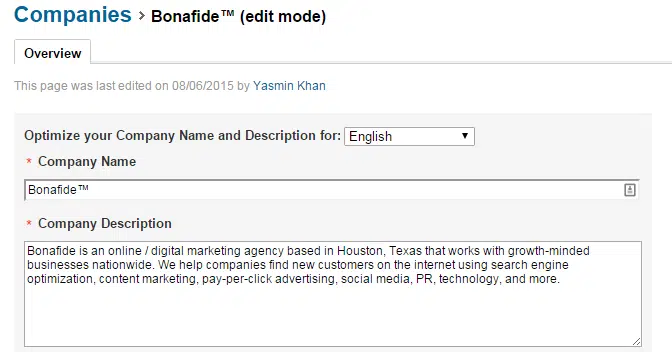 Companies > Bonafide™ (edit mode)
Overview
This page was last edited on 08/06/2015 by Yasmin Khan
Optimize your Company Name and Description for: English
* Company Name
Bonafide™
* Company Description
Bonafide is an online / digital marketing agency based in Houston, Texas that works with growth-minded
businesses nationwide. We help companies find new customers on the internet using search engine
optimization, content marketing, pay-per-click advertising, social media, PR, technology, and more.